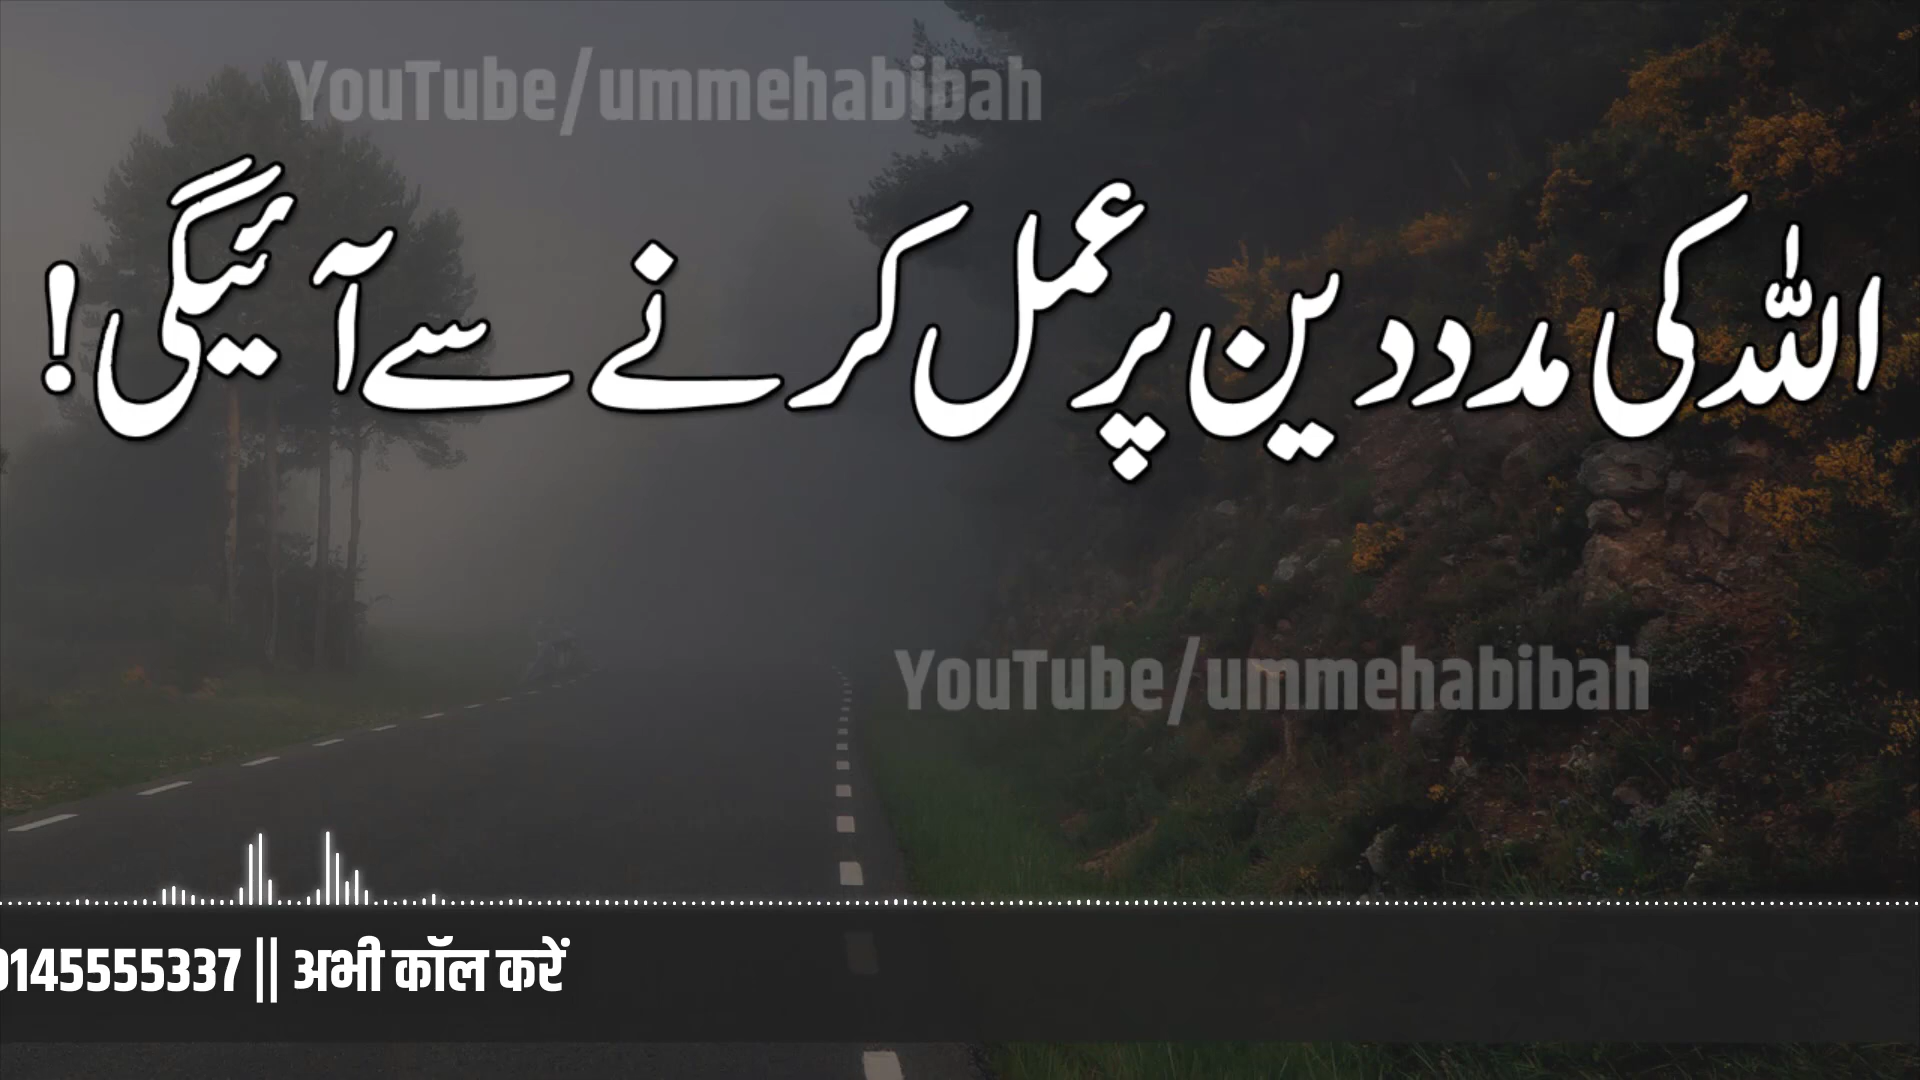 YouTube/ummehabibah
اللہ کی مدد دین پر عمل کرنے سے آئیگی!
YouTube/ummehabibah
145555337 || अभी कॉल करें